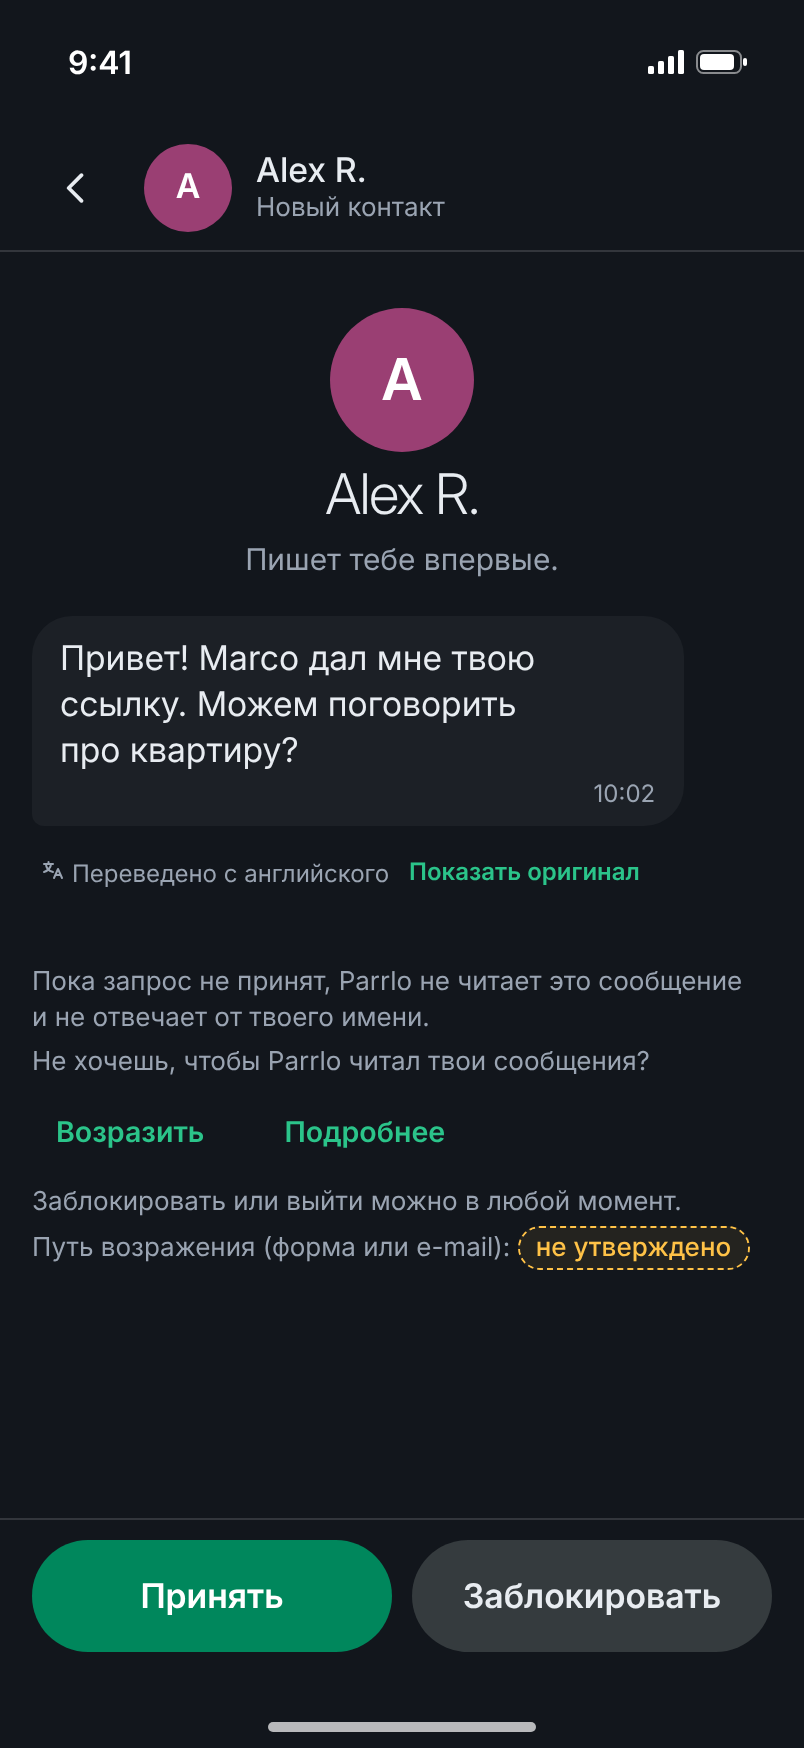 9:41
A
Alex R.
Новый контакт
A
Alex R.
Пишет тебе впервые.
Привет! Marco дал мне твою
ссылку. Можем поговорить
про квартиру?
10:02
Переведено с английского Показать оригинал
Пока запрос не принят, Parrlo не читает это сообщение
и не отвечает от твоего имени.
Не хочешь, чтобы Parrlo читал твои сообщения?
Возразить Подробнее
Заблокировать или выйти можно в любой момент.
Путь возражения (форма или e-mail): не утверждено
Принять Заблокировать